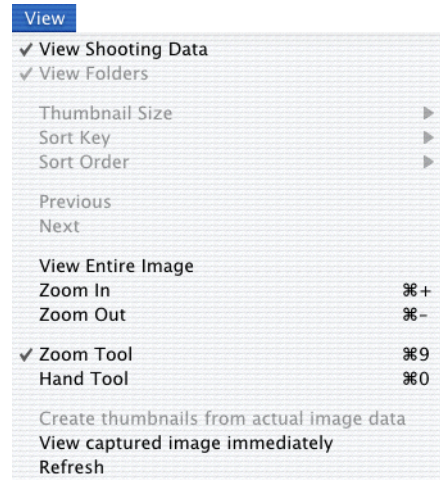 View
✓ View Shooting Data
✓ View Folders
Thumbnail Size ▶
Sort Key ▶
Sort Order ▶
Previous
Next
View Entire Image
Zoom In ⌘+
Zoom Out ⌘-
✓ Zoom Tool ⌘9
Hand Tool ⌘0
Create thumbnails from actual image data
View captured image immediately
Refresh